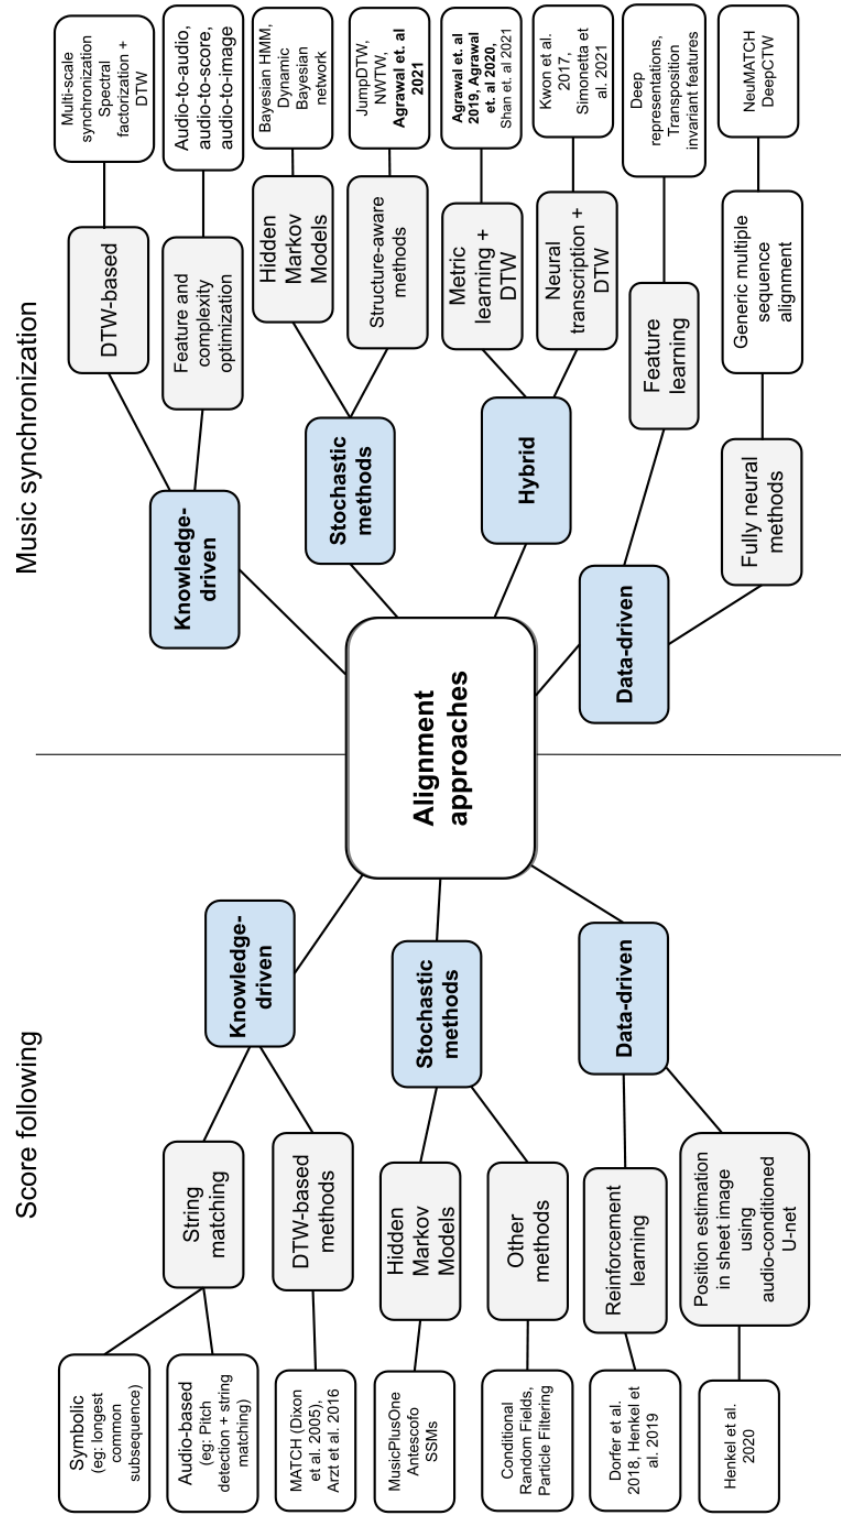 Score following
Music synchronization
Alignment
approaches
Knowledge-
driven
String
matching
Symbolic
(eg: longest
common
subsequence)
Audio-based
(eg: Pitch
detection + string
matching)
DTW-based
methods
MATCH (Dixon
et al. 2005),
Arzt et al. 2016
Stochastic
methods
Hidden
Markov
Models
MusicPlusOne
Antescofo
SSMs
Other
methods
Conditional
Random Fields,
Particle Filtering
Data-driven
Reinforcement
learning
Dorfer et al.
2018, Henkel et
al. 2019
Position estimation
in sheet image
using
audio-conditioned
U-net
Henkel et al.
2020
Knowledge-
driven
DTW-based
Multi-scale
synchronization
Spectral
factorization +
DTW
Feature and
complexity
optimization
Audio-to-audio,
audio-to-score,
audio-to-image
Stochastic
methods
Hidden
Markov
Models
Bayesian HMM,
Dynamic
Bayesian
network
Structure-aware
methods
JumpDTW,
NWTW,
Agrawal et. al
2021
Hybrid
Metric
learning +
DTW
Agrawal et. al
2019, Agrawal
et. al 2020,
Shan et. al 2021
Neural
transcription +
DTW
Kwon et al.
2017,
Simonetta et
al. 2021
Data-driven
Feature
learning
Deep
representations,
Transposition
invariant features
Fully neural
methods
Generic multiple
sequence
alignment
NeuMATCH
DeepCTW